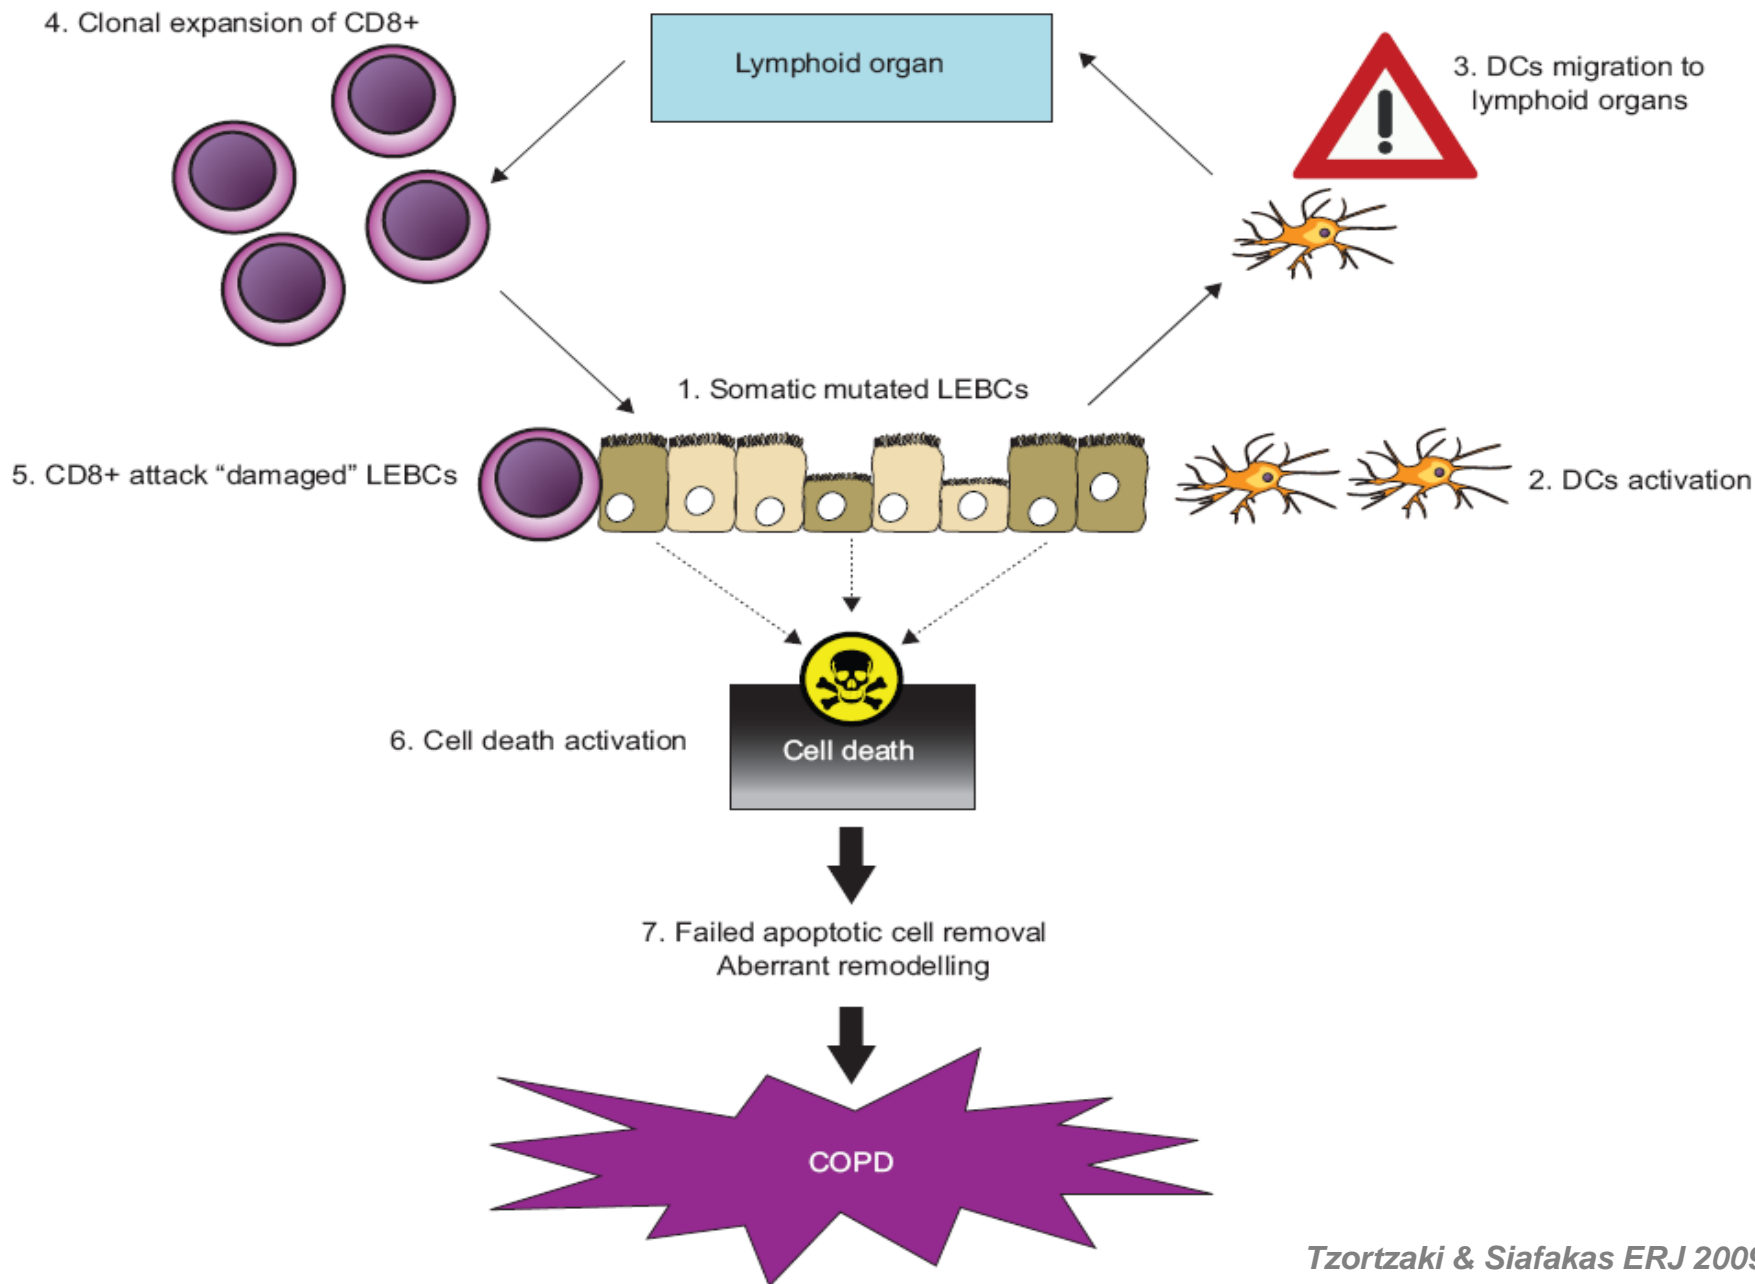 4. Clonal expansion of CD8+
Lymphoid organ
3. DCs migration to
lymphoid organs
1. Somatic mutated LEBCs
5. CD8+ attack “damaged” LEBCs
2. DCs activation
6. Cell death activation
Cell death
7. Failed apoptotic cell removal
Aberrant remodelling
COPD
Tzortzaki & Siafakas ERJ 2009